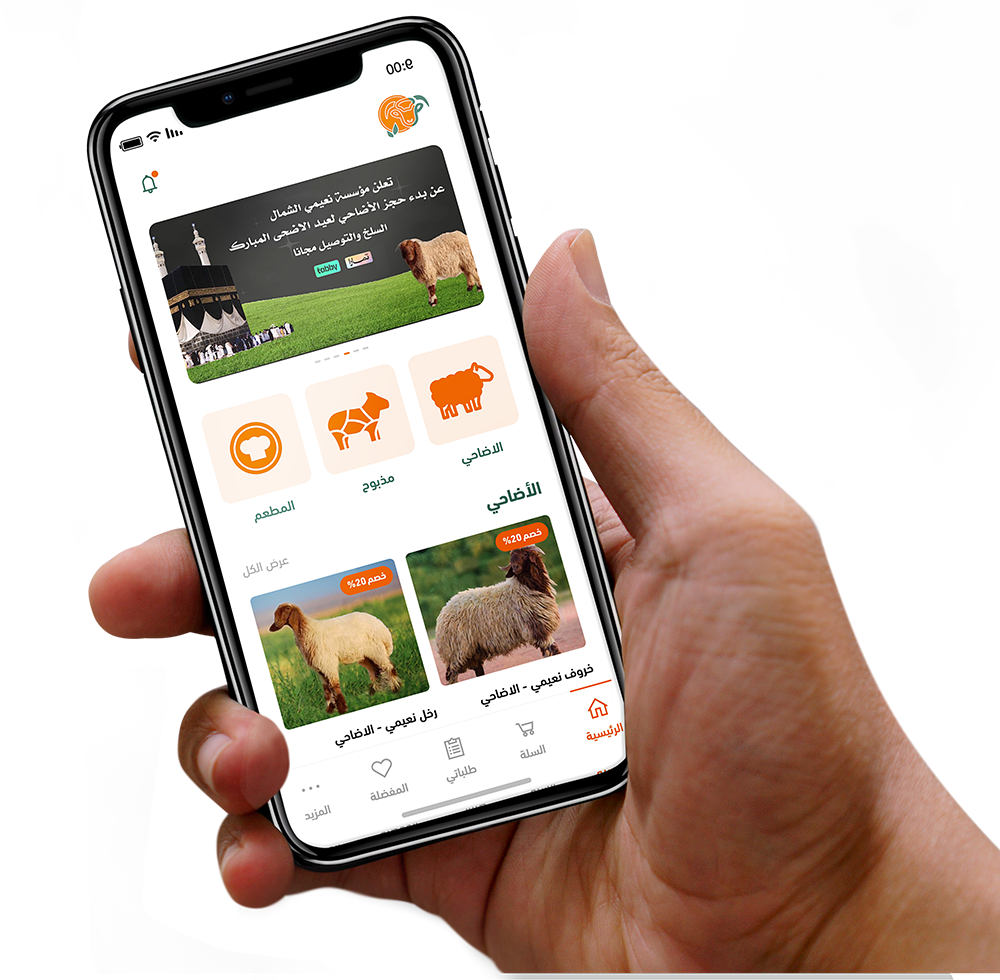 9:00
تعلن مؤسسة نعيمي الشمال
عن بدء حجز الأضاحي لعيد الاضحى المبارك
السلخ والتوصيل مجانا
تمارا tabby
الاضاحي
مذبوح
المطعم
الأضاحي
عرض الكل
خصم 20%
خصم 20%
خروف نعيمي - الاضاحي
رخل نعيمي - الاضاحي
الرئيسية
السلة
طلباتي
المفضلة
المزيد